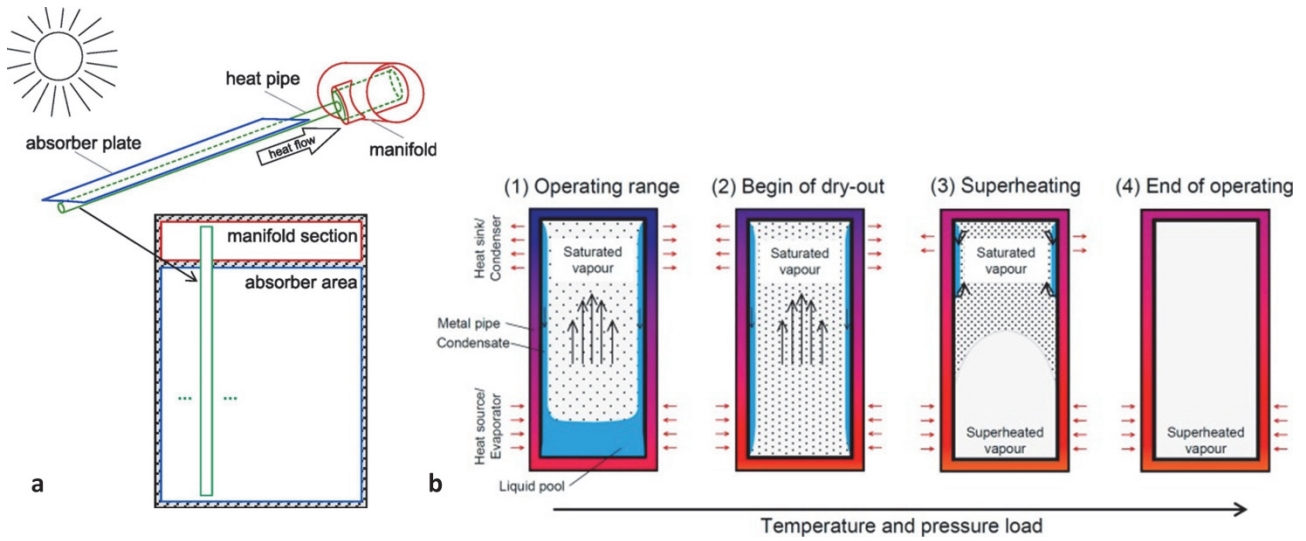 heat pipe
absorber plate
heat flow
manifold
manifold section
absorber area
...
...
a
(1) Operating range
(2) Begin of dry-out
(3) Superheating
(4) End of operating
Heat sink/
Condenser
Saturated
vapour
Saturated
vapour
Saturated
vapour
Metal pipe
Condensate
Heat source/
Evaporator
Superheated
vapour
Superheated
vapour
Liquid pool
b
Temperature and pressure load